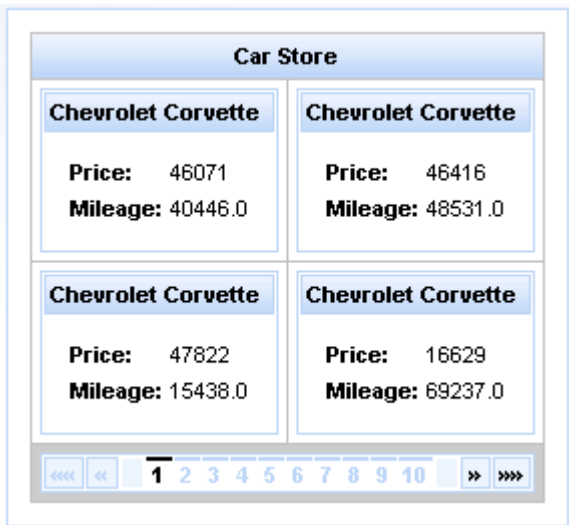 Car Store
Chevrolet Corvette Chevrolet Corvette
Price: 46071 Price: 46416
Mileage: 40446.0 Mileage: 48531.0
Chevrolet Corvette Chevrolet Corvette
Price: 47822 Price: 16629
Mileage: 15438.0 Mileage: 69237.0
«« « 1 2 3 4 5 6 7 8 9 10 » »»